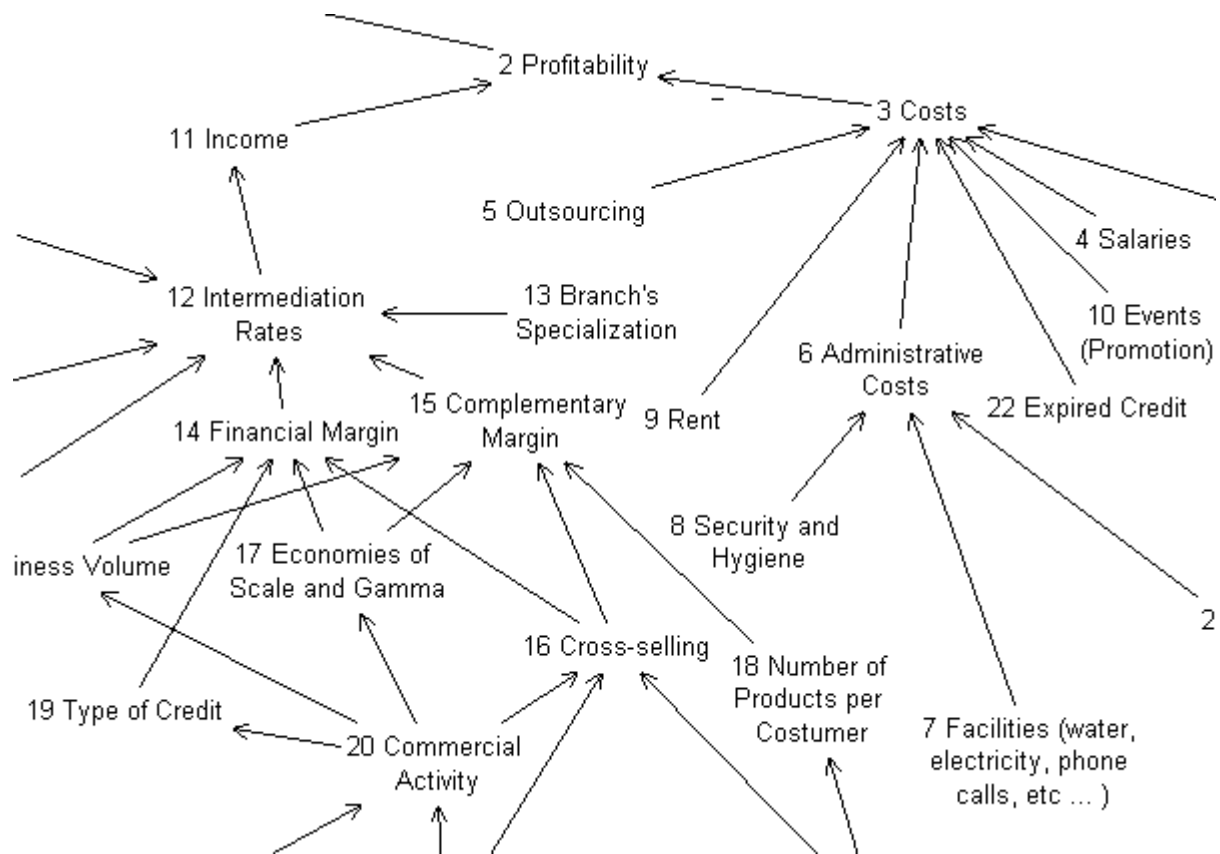 2 Profitability
–
3 Costs
11 Income
5 Outsourcing
4 Salaries
12 Intermediation
Rates
13 Branch's
Specialization
10 Events
(Promotion)
6 Administrative
Costs
15 Complementary
Margin
9 Rent
22 Expired Credit
14 Financial Margin
8 Security and
Hygiene
iness Volume
17 Economies of
Scale and Gamma
2
16 Cross-selling
18 Number of
Products per
Costumer
19 Type of Credit
20 Commercial
Activity
7 Facilities (water,
electricity, phone
calls, etc ... )